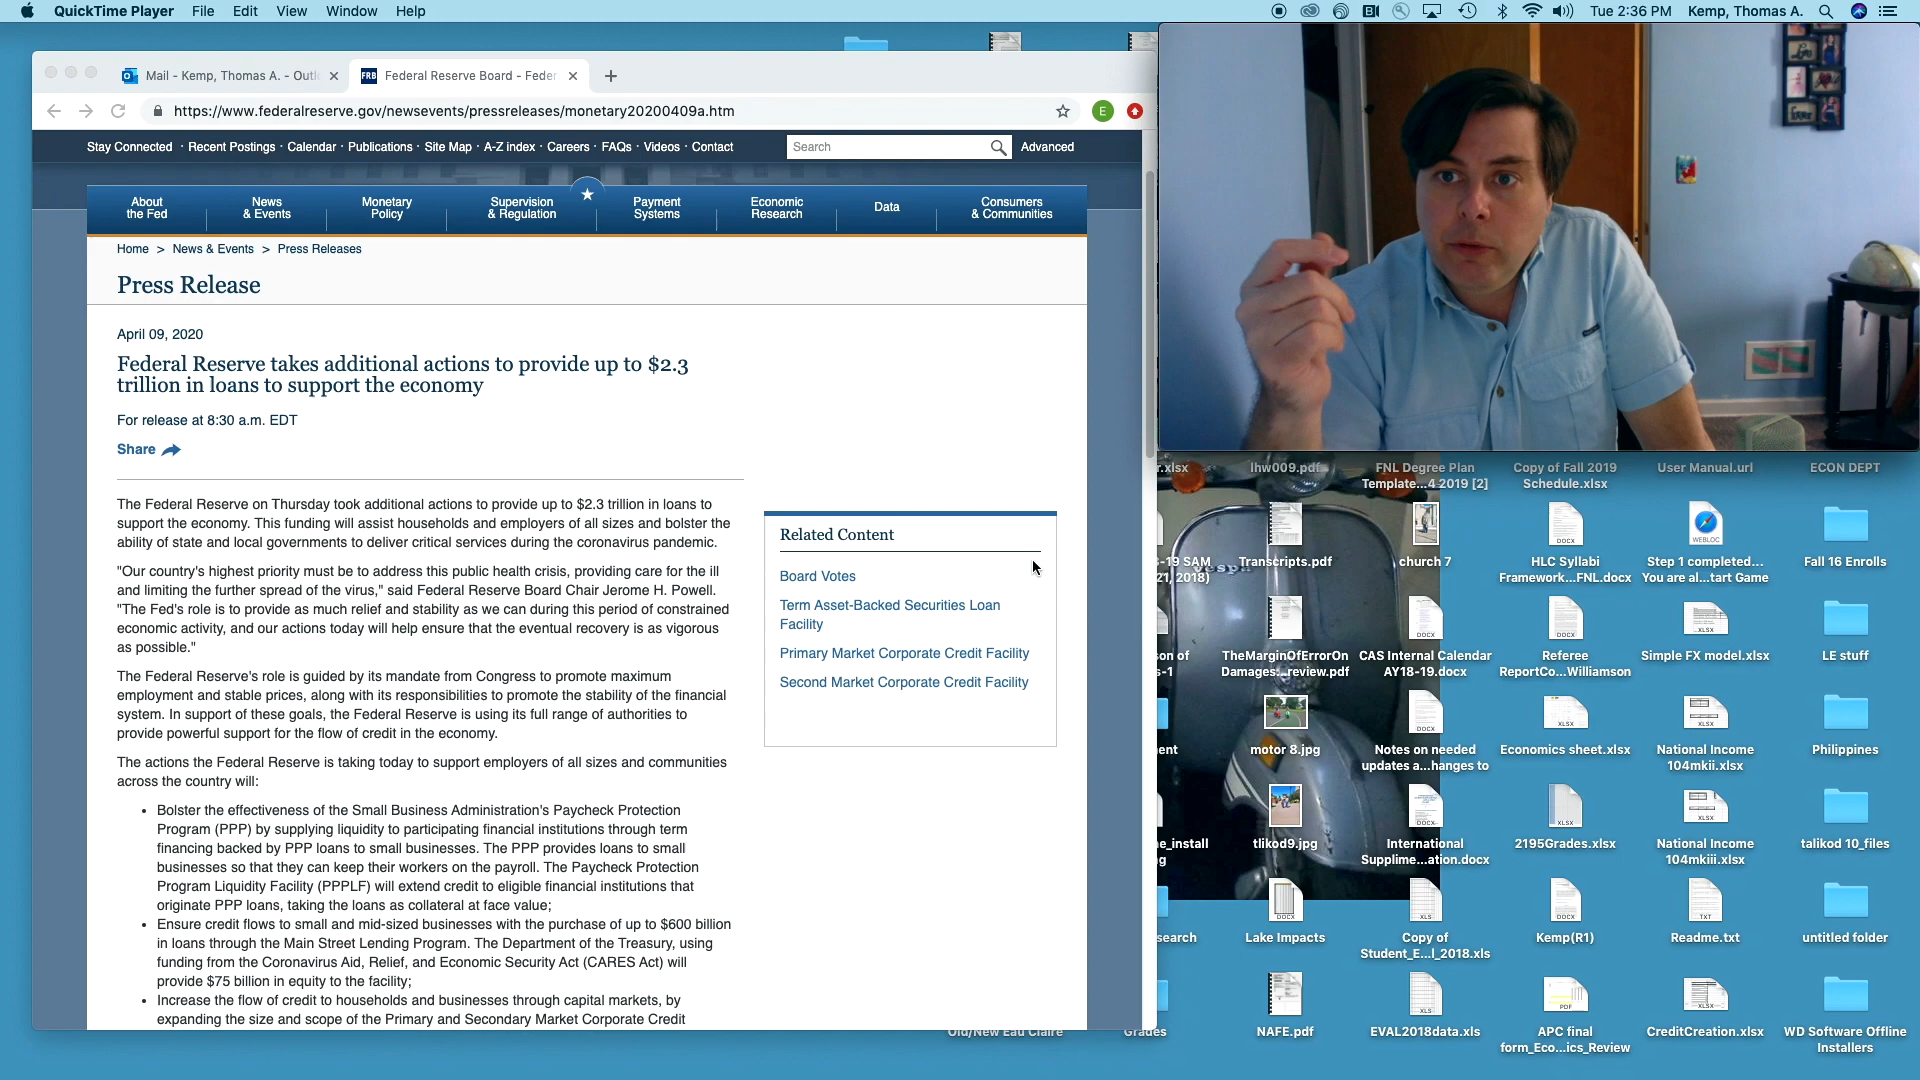 QuickTime Player File Edit View Window Help
Tue 2:36 PM Kemp, Thomas A.
Mail - Kemp, Thomas A. - Outl
FRB Federal Reserve Board - Feder
https://www.federalreserve.gov/newsevents/pressreleases/monetary20200409a.htm
E
Stay Connected · Recent Postings · Calendar · Publications · Site Map · A-Z index · Careers · FAQs · Videos · Contact
Search
Advanced
About
the Fed
News
& Events
Monetary
Policy
Supervision
& Regulation
Payment
Systems
Economic
Research
Data
Consumers
& Communities
Home > News & Events > Press Releases
Press Release
April 09, 2020
Federal Reserve takes additional actions to provide up to $2.3
trillion in loans to support the economy
For release at 8:30 a.m. EDT
Share
The Federal Reserve on Thursday took additional actions to provide up to $2.3 trillion in loans to
support the economy. This funding will assist households and employers of all sizes and bolster the
ability of state and local governments to deliver critical services during the coronavirus pandemic.
"Our country's highest priority must be to address this public health crisis, providing care for the ill
and limiting the further spread of the virus," said Federal Reserve Board Chair Jerome H. Powell.
"The Fed's role is to provide as much relief and stability as we can during this period of constrained
economic activity, and our actions today will help ensure that the eventual recovery is as vigorous
as possible."
The Federal Reserve's role is guided by its mandate from Congress to promote maximum
employment and stable prices, along with its responsibilities to promote the stability of the financial
system. In support of these goals, the Federal Reserve is using its full range of authorities to
provide powerful support for the flow of credit in the economy.
The actions the Federal Reserve is taking today to support employers of all sizes and communities
across the country will:
• Bolster the effectiveness of the Small Business Administration's Paycheck Protection
Program (PPP) by supplying liquidity to participating financial institutions through term
financing backed by PPP loans to small businesses. The PPP provides loans to small
businesses so that they can keep their workers on the payroll. The Paycheck Protection
Program Liquidity Facility (PPPLF) will extend credit to eligible financial institutions that
originate PPP loans, taking the loans as collateral at face value;
• Ensure credit flows to small and mid-sized businesses with the purchase of up to $600 billion
in loans through the Main Street Lending Program. The Department of the Treasury, using
funding from the Coronavirus Aid, Relief, and Economic Security Act (CARES Act) will
provide $75 billion in equity to the facility;
• Increase the flow of credit to households and businesses through capital markets, by
expanding the size and scope of the Primary and Secondary Market Corporate Credit
Related Content
Board Votes
Term Asset-Backed Securities Loan
Facility
Primary Market Corporate Credit Facility
Second Market Corporate Credit Facility
r.xlsx
lhw009.pdf
FNL Degree Plan
Template...4 2019 [2]
Copy of Fall 2019
Schedule.xlsx
User Manual.url
ECON DEPT
-19 SAM
21, 2018)
Transcripts.pdf
church 7
HLC Syllabi
Framework...FNL.docx
Step 1 completed...
You are al...tart Game
Fall 16 Enrolls
son of
s-1
TheMarginOfErrorOn
Damages...review.pdf
CAS Internal Calendar
AY18-19.docx
Referee
ReportCo...Williamson
Simple FX model.xlsx
LE stuff
ent
motor 8.jpg
Notes on needed
updates a...hanges to
Economics sheet.xlsx
National Income
104mkii.xlsx
Philippines
e_install
g
tlikod9.jpg
International
Supplime...ation.docx
2195Grades.xlsx
National Income
104mkiii.xlsx
talikod 10_files
search
Lake Impacts
Copy of
Student_E...l_2018.xls
Kemp(R1)
Readme.txt
untitled folder
Old/New Eau Claire
Grades
NAFE.pdf
EVAL2018data.xls
APC final
form_Eco...ics_Review
CreditCreation.xlsx
WD Software Offline
Installers